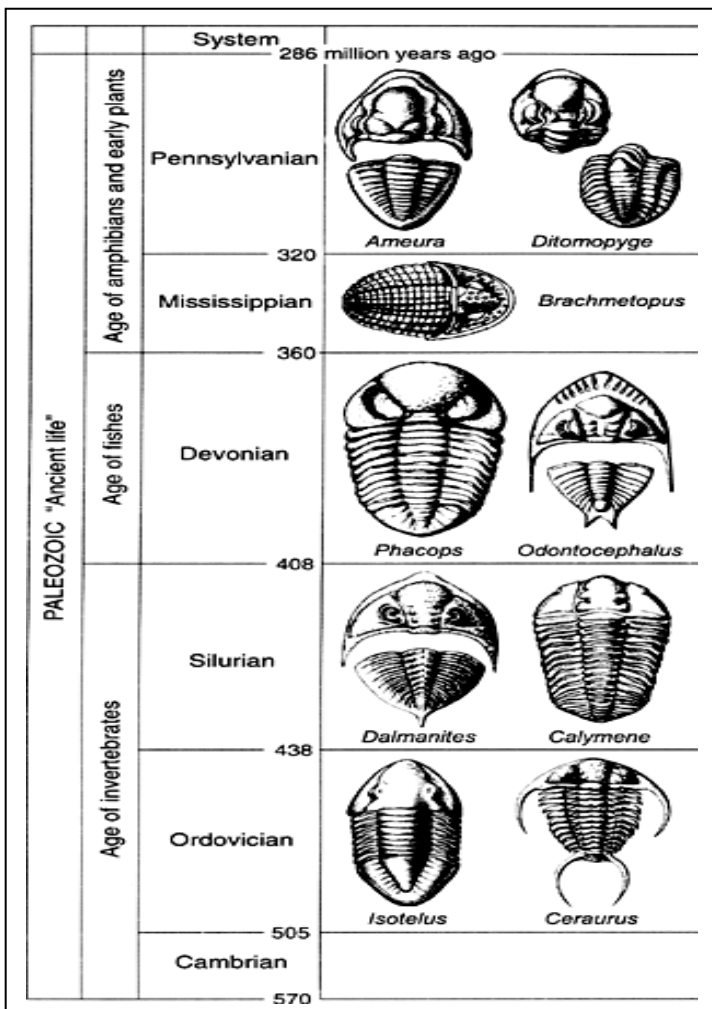 System
286 million years ago
PALEOZOIC "Ancient life"
Age of amphibians and early plants
Pennsylvanian
Ameura
Ditomopyge
320
Mississippian
Brachmetopus
360
Age of fishes
Devonian
Phacops
Odontocephalus
408
Age of invertebrates
Silurian
Dalmanites
Calymene
438
Ordovician
Isotelus
Ceraurus
505
Cambrian
570